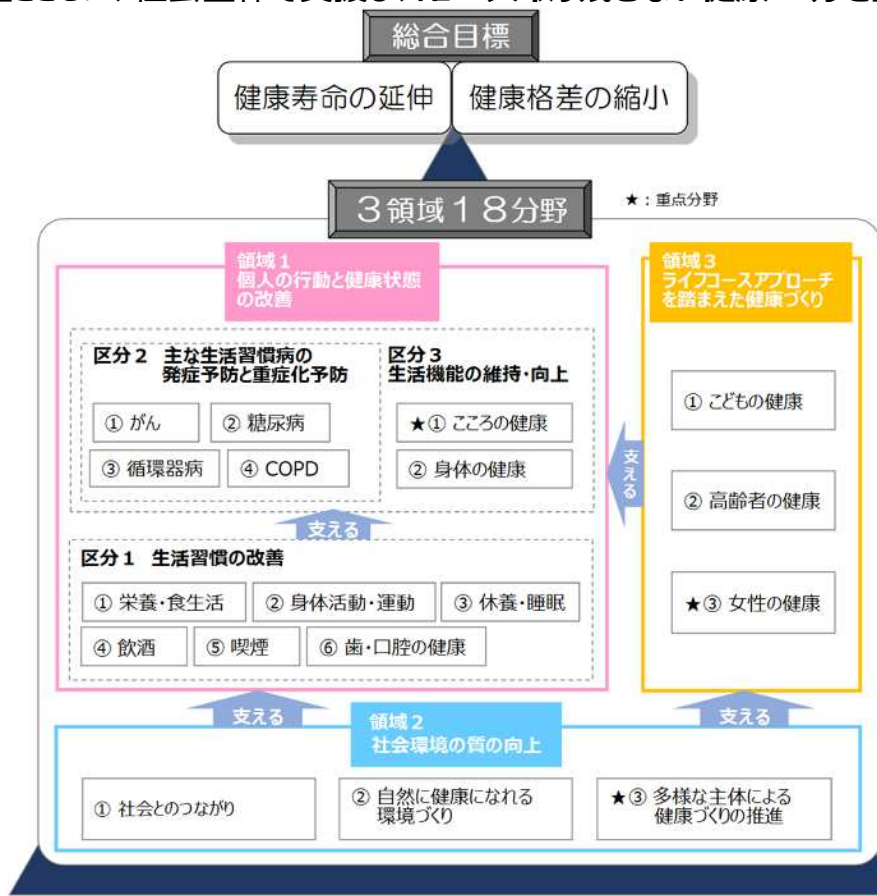 総合目標
健康寿命の延伸
健康格差の縮小
3領域18分野
★：重点分野
領域1
個人の行動と健康状態
の改善
区分2 主な生活習慣病の
発症予防と重症化予防
① がん
② 糖尿病
③ 循環器病
④ COPD
区分3
生活機能の維持・向上
★① こころの健康
② 身体の健康
支える
区分1 生活習慣の改善
① 栄養・食生活
② 身体活動・運動
③ 休養・睡眠
④ 飲酒
⑤ 喫煙
⑥ 歯・口腔の健康
支える
領域3
ライフコースアプローチ
を踏まえた健康づくり
① こどもの健康
② 高齢者の健康
★③ 女性の健康
支える
支える
領域2
社会環境の質の向上
① 社会とのつながり
② 自然に健康になれる
環境づくり
★③ 多様な主体による
健康づくりの推進